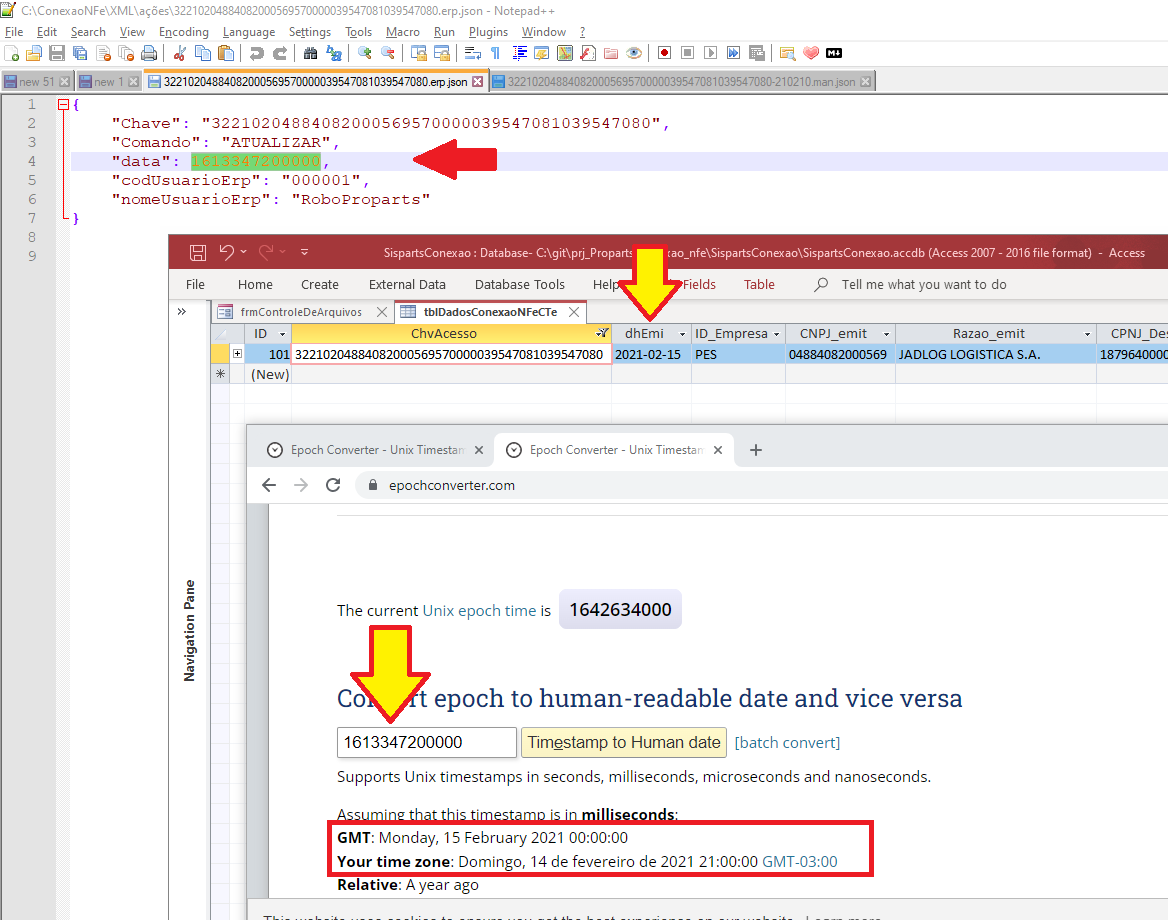 C:\ConexaoNFe\XML\ações\32210204884082000569570000039547081039547080.erp.json - Notepad++
File Edit Search View Encoding Language Settings Tools Macro Run Plugins Window ?
new 51 new 1 32210204884082000569570000039547081039547080.erp.json 32210204884082000569570000039547081039547080-210210.man.json
1 {
2 "Chave": "32210204884082000569570000039547081039547080",
3 "Comando": "ATUALIZAR",
4 "data": 1613347200000,
5 "codUsuarioErp": "000001",
6 "nomeUsuarioErp": "RoboProparts"
7 }
8
9
SispartsConexao : Database- C:\git\prj_Propart xao_nfe\SispartsConexao\SispartsConexao.accdb (Access 2007 - 2016 file format) - Access
File Home Create External Data Database Tools Help Fields Table Tell me what you want to do
» frmControleDeArquivos tblDadosConexaoNFeCTe
ID ChvAcesso dhEmi ID_Empresa CNPJ_emit Razao_emit CPNJ_Des
101 32210204884082000569570000039547081039547080 2021-02-15 PES 04884082000569 JADLOG LOGISTICA S.A. 1879640000
(New)
Navigation Pane
Epoch Converter - Unix Timestam Epoch Converter - Unix Timestam
epochconverter.com
The current Unix epoch time is 1642634000
Convert epoch to human-readable date and vice versa
1613347200000 Timestamp to Human date [batch convert]
Supports Unix timestamps in seconds, milliseconds, microseconds and nanoseconds.
Assuming that this timestamp is in milliseconds:
GMT: Monday, 15 February 2021 00:00:00
Your time zone: Domingo, 14 de fevereiro de 2021 21:00:00 GMT-03:00
Relative: A year ago
This website uses cookies to ensure you get the best experience on our website. Learn more